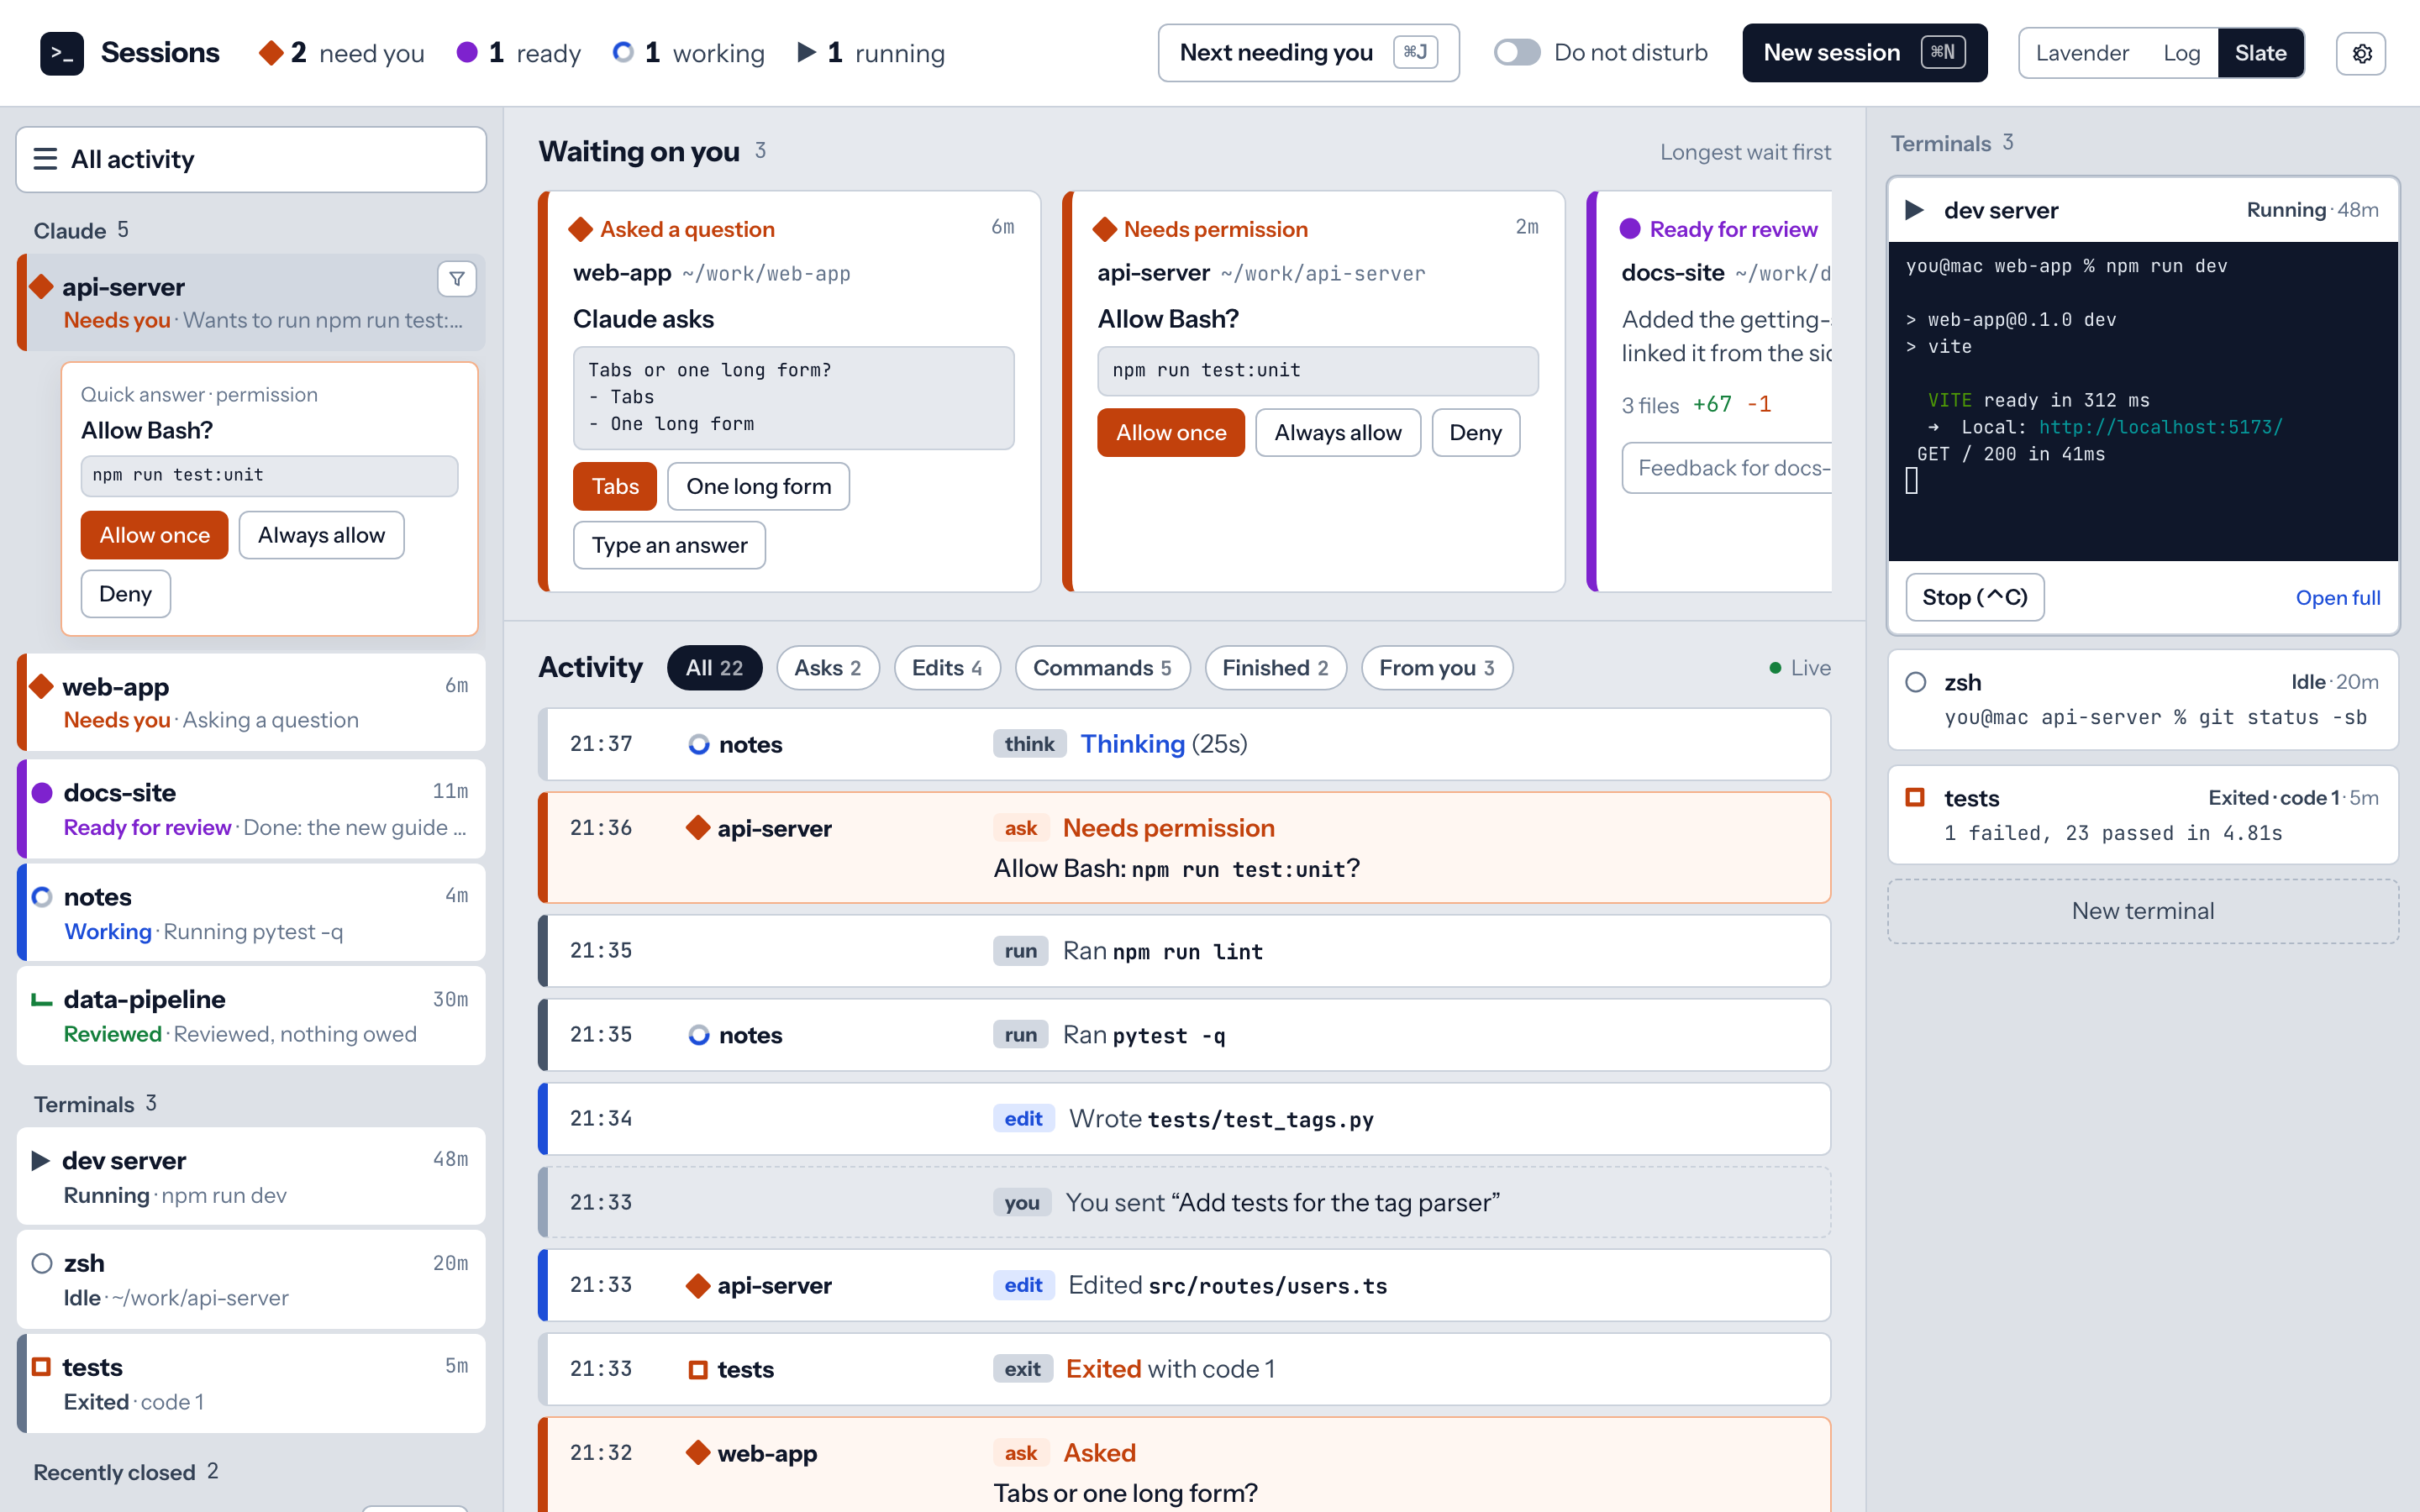 >_ Sessions 2 need you 1 ready 1 working 1 running Next needing you ⌘J Do not disturb New session ⌘N Lavender Log Slate
All activity
Claude 5
api-server
Needs you · Wants to run npm run test:...
Quick answer · permission
Allow Bash?
npm run test:unit
Allow once Always allow
Deny
web-app 6m
Needs you · Asking a question
docs-site 11m
Ready for review · Done: the new guide ...
notes 4m
Working · Running pytest -q
data-pipeline 30m
Reviewed · Reviewed, nothing owed
Terminals 3
dev server 48m
Running · npm run dev
zsh 20m
Idle · ~/work/api-server
tests 5m
Exited · code 1
Recently closed 2
Waiting on you 3 Longest wait first
Asked a question 6m
web-app ~/work/web-app
Claude asks
Tabs or one long form?
- Tabs
- One long form
Tabs One long form
Type an answer
Needs permission 2m
api-server ~/work/api-server
Allow Bash?
npm run test:unit
Allow once Always allow Deny
Ready for review
docs-site ~/work/d
Added the getting-
linked it from the sid
3 files +67 -1
Feedback for docs-
Activity All 22 Asks 2 Edits 4 Commands 5 Finished 2 From you 3 Live
21:37 notes think Thinking (25s)
21:36 api-server ask Needs permission
Allow Bash: npm run test:unit?
21:35 run Ran npm run lint
21:35 notes run Ran pytest -q
21:34 edit Wrote tests/test_tags.py
21:33 you You sent “Add tests for the tag parser”
21:33 api-server edit Edited src/routes/users.ts
21:33 tests exit Exited with code 1
21:32 web-app ask Asked
Tabs or one long form?
Terminals 3
dev server Running · 48m
you@mac web-app % npm run dev
> web-app@0.1.0 dev
> vite
VITE ready in 312 ms
➜ Local: http://localhost:5173/
GET / 200 in 41ms
Stop (^C) Open full
zsh Idle · 20m
you@mac api-server % git status -sb
tests Exited · code 1 · 5m
1 failed, 23 passed in 4.81s
New terminal